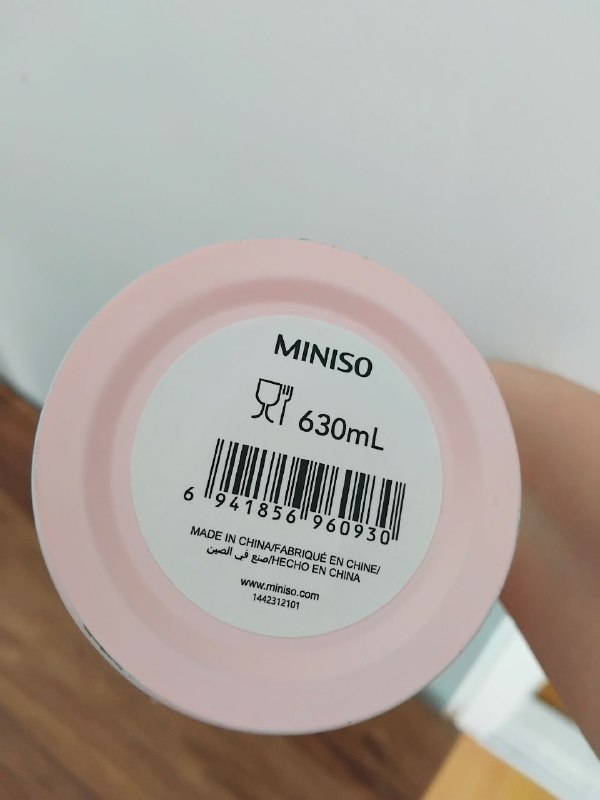 MINISO
630mL
6 941856 960930
MADE IN CHINA/FABRIQUÉ EN CHINE/
صنع في الصين/HECHO EN CHINA
www.miniso.com
1442312101